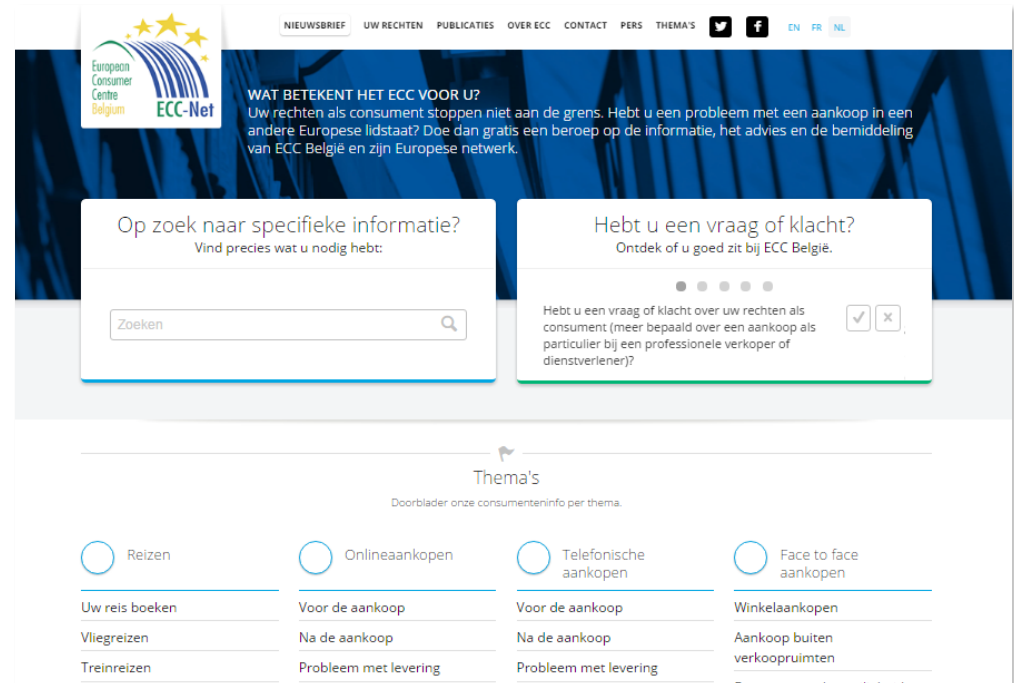 NIEUWSBRIEF UW RECHTEN PUBLICATIES OVER ECC CONTACT PERS THEMA'S EN FR NL
European
Consumer
Centre
Belgium ECC-Net
WAT BETEKENT HET ECC VOOR U?
Uw rechten als consument stoppen niet aan de grens. Hebt u een probleem met een aankoop in een
andere Europese lidstaat? Doe dan gratis een beroep op de informatie, het advies en de bemiddeling
van ECC België en zijn Europese netwerk.
Op zoek naar specifieke informatie?
Vind precies wat u nodig hebt:
Zoeken
Hebt u een vraag of klacht?
Ontdek of u goed zit bij ECC België.
Hebt u een vraag of klacht over uw rechten als
consument (meer bepaald over een aankoop als
particulier bij een professionele verkoper of
dienstverlener)?
Thema's
Doorblader onze consumenteninfo per thema.
Reizen
Uw reis boeken
Vliegreizen
Treinreizen
Onlineaankopen
Voor de aankoop
Na de aankoop
Probleem met levering
Telefonische
aankopen
Voor de aankoop
Na de aankoop
Probleem met levering
Face to face
aankopen
Winkelaankopen
Aankoop buiten
verkoopruimten